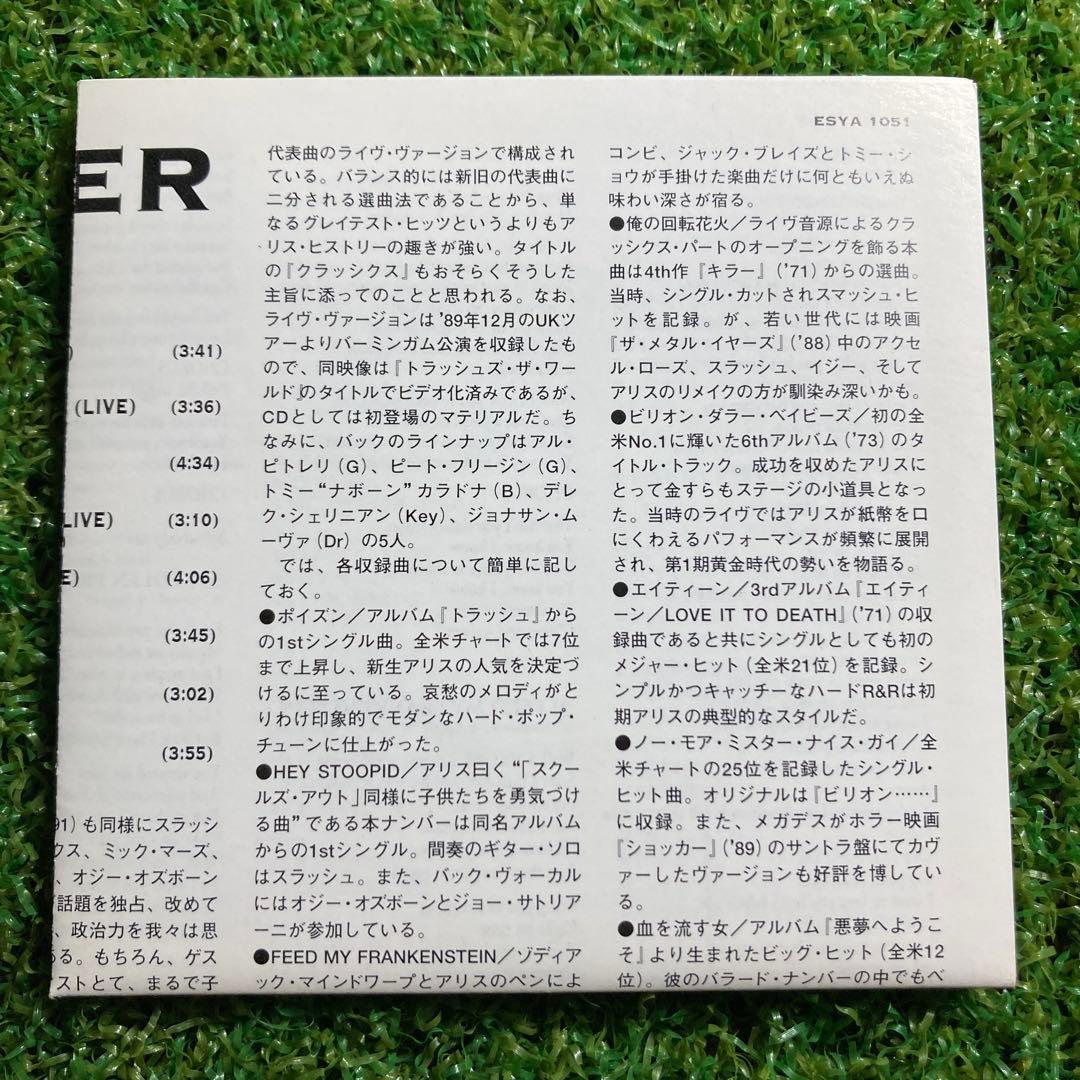 ESYA 1051
ER
(3:41)
(LIVE) (3:36)
(4:34)
LIVE) (3:10)
(4:06)
(3:45)
(3:02)
(3:55)
91)も同様にスラッシ
クス、ミック・マーズ、
、オジー・オズボーン
話題を独占、改めて
、政治力を我々は思
る。もちろん、ゲス
ストとて、まるで子
代表曲のライヴ・ヴァージョンで構成され
ている。バランス的には新旧の代表曲に
二分される選曲法であることから、単
なるグレイテスト・ヒッツというよりもア
リス・ヒストリーの趣きが強い。タイトル
の『クラッシクス』もおそらくそうした
主旨に添ってのことと思われる。なお、
ライヴ・ヴァージョンは'89年12月のUKツ
アーよりバーミンガム公演を収録したも
ので、同映像は『トラッシュズ・ザ・ワー
ルド』のタイトルでビデオ化済みであるが、
CDとしては初登場のマテリアルだ。ち
なみに、バックのラインナップはアル・
ピトレリ(G)、ピート・フリージン(G)、
トミー“ナボーン”カラドナ(B)、デレ
ク・シェリニアン(Key)、ジョナサン・ム
ーヴァ(Dr)の5人。
では、各収録曲について簡単に記し
ておく。
●ポイズン／アルバム『トラッシュ』から
の1stシングル曲。全米チャートでは7位
まで上昇し、新生アリスの人気を決定づ
けるに至っている。哀愁のメロディがと
りわけ印象的でモダンなハード・ポップ・
チューンに仕上がった。
●HEY STOOPID／アリス曰く“「スクー
ルズ・アウト」同様に子供たちを勇気づけ
る曲”である本ナンバーは同名アルバム
からの1stシングル。間奏のギター・ソロ
はスラッシュ。また、バック・ヴォーカル
にはオジー・オズボーンとジョー・サトリア
ーニが参加している。
●FEED MY FRANKENSTEIN／ゾディア
ック・マインドワープとアリスのペンによ
コンビ、ジャック・ブレイズとトミー・シ
ョウが手掛けた楽曲だけに何ともいえぬ
味わい深さが宿る。
●俺の回転花火／ライヴ音源によるクラ
ッシクス・パートのオープニングを飾る本
曲は4th作『キラー』('71)からの選曲。
当時、シングル・カットされスマッシュ・ヒ
ットを記録。が、若い世代には映画
『ザ・メタル・イヤーズ』('88)中のアクセ
ル・ローズ、スラッシュ、イジー、そして
アリスのリメイクの方が馴染み深いかも。
●ビリオン・ダラー・ベイビーズ／初の全
米No.1に輝いた6thアルバム('73)のタ
イトル・トラック。成功を収めたアリスに
とって金すらもステージの小道具となっ
た。当時のライヴではアリスが紙幣を口
にくわえるパフォーマンスが頻繁に展開
され、第1期黄金時代の勢いを物語る。
●エイティーン／3rdアルバム『エイティ
ーン／LOVE IT TO DEATH』('71)の収
録曲であると共にシングルとしても初の
メジャー・ヒット(全米21位)を記録。シ
ンプルかつキャッチーなハードR&Rは初
期アリスの典型的なスタイルだ。
●ノー・モア・ミスター・ナイス・ガイ／全
米チャートの25位を記録したシングル・
ヒット曲。オリジナルは『ビリオン……』
に収録。また、メガデスがホラー映画
『ショッカー』('89)のサントラ盤にてカヴ
ァーしたヴァージョンも好評を博してい
る。
●血を流す女／アルバム『悪夢へようこ
そ』より生まれたビッグ・ヒット(全米12
位)。彼のバラード・ナンバーの中でもベ